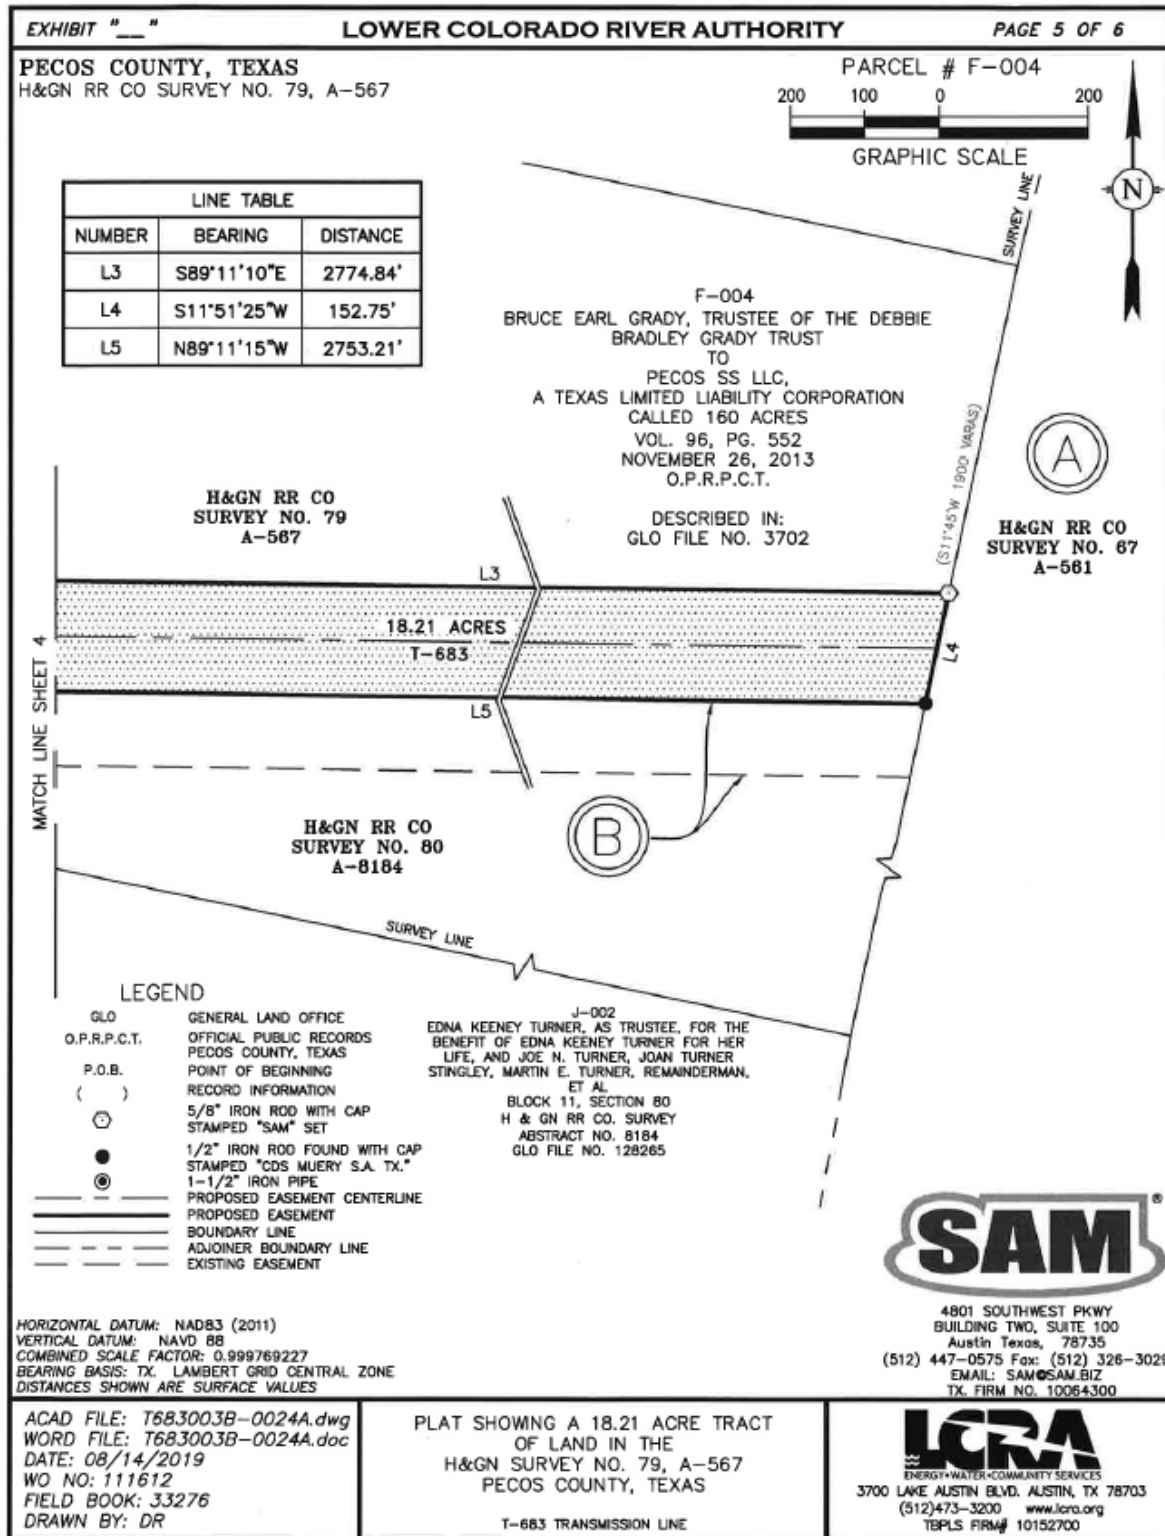 EXHIBIT "__"
LOWER COLORADO RIVER AUTHORITY
PAGE 5 OF 6
PECOS COUNTY, TEXAS
H&GN RR CO SURVEY NO. 79, A-567
PARCEL # F-004
200 100 0 200
GRAPHIC SCALE
N
SURVEY LINE
LINE TABLE
NUMBER BEARING DISTANCE
L3 S89°11'10"E 2774.84'
L4 S11°51'25"W 152.75'
L5 N89°11'15"W 2753.21'
F-004
BRUCE EARL GRADY, TRUSTEE OF THE DEBBIE
BRADLEY GRADY TRUST
TO
PECOS SS LLC,
A TEXAS LIMITED LIABILITY CORPORATION
CALLED 160 ACRES
VOL. 96, PG. 552
NOVEMBER 26, 2013
O.P.R.P.C.T.
DESCRIBED IN:
GLO FILE NO. 3702
(S11°45'W 1900 VARAS)
A
H&GN RR CO
SURVEY NO. 67
A-561
H&GN RR CO
SURVEY NO. 79
A-567
L3
18.21 ACRES
T-683
L4
L5
MATCH LINE SHEET 4
B
H&GN RR CO
SURVEY NO. 80
A-8184
SURVEY LINE
J-002
EDNA KEENEY TURNER, AS TRUSTEE, FOR THE
BENEFIT OF EDNA KEENEY TURNER FOR HER
LIFE, AND JOE N. TURNER, JOAN TURNER
STINGLEY, MARTIN E. TURNER, REMAINDERMAN,
ET AL
BLOCK 11, SECTION 80
H & GN RR CO. SURVEY
ABSTRACT NO. 8184
GLO FILE NO. 128265
LEGEND
GLO GENERAL LAND OFFICE
O.P.R.P.C.T. OFFICIAL PUBLIC RECORDS
PECOS COUNTY, TEXAS
P.O.B. POINT OF BEGINNING
( ) RECORD INFORMATION
5/8" IRON ROD WITH CAP
STAMPED "SAM" SET
1/2" IRON ROD FOUND WITH CAP
STAMPED "CDS MUERY S.A. TX."
1-1/2" IRON PIPE
PROPOSED EASEMENT CENTERLINE
PROPOSED EASEMENT
BOUNDARY LINE
ADJOINER BOUNDARY LINE
EXISTING EASEMENT
SAM®
4801 SOUTHWEST PKWY
BUILDING TWO, SUITE 100
Austin Texas, 78735
(512) 447-0575 Fax: (512) 326-3029
EMAIL: SAM@SAM.BIZ
TX. FIRM NO. 10064300
HORIZONTAL DATUM: NAD83 (2011)
VERTICAL DATUM: NAVD 88
COMBINED SCALE FACTOR: 0.999769227
BEARING BASIS: TX. LAMBERT GRID CENTRAL ZONE
DISTANCES SHOWN ARE SURFACE VALUES
ACAD FILE: T683003B-0024A.dwg
WORD FILE: T683003B-0024A.doc
DATE: 08/14/2019
WO NO: 111612
FIELD BOOK: 33276
DRAWN BY: DR
PLAT SHOWING A 18.21 ACRE TRACT
OF LAND IN THE
H&GN SURVEY NO. 79, A-567
PECOS COUNTY, TEXAS
T-683 TRANSMISSION LINE
LCRA
ENERGY•WATER•COMMUNITY SERVICES
3700 LAKE AUSTIN BLVD. AUSTIN, TX 78703
(512)473-3200 www.lcra.org
TBPLS FIRM# 10152700